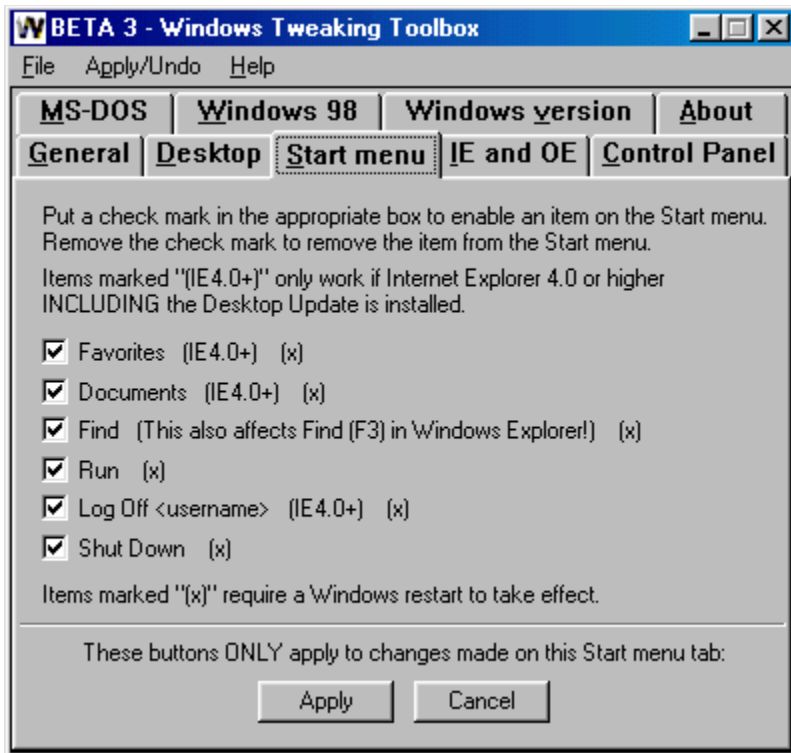 BETA 3 - Windows Tweaking Toolbox
File Apply/Undo Help
MS-DOS Windows 98 Windows version About
General Desktop Start menu IE and OE Control Panel
Put a check mark in the appropriate box to enable an item on the Start menu.
Remove the check mark to remove the item from the Start menu.
Items marked "(IE4.0+)" only work if Internet Explorer 4.0 or higher
INCLUDING the Desktop Update is installed.
Favorites (IE4.0+) (x)
Documents (IE4.0+) (x)
Find (This also affects Find (F3) in Windows Explorer!) (x)
Run (x)
Log Off <username> (IE4.0+) (x)
Shut Down (x)
Items marked "(x)" require a Windows restart to take effect.
These buttons ONLY apply to changes made on this Start menu tab:
Apply Cancel